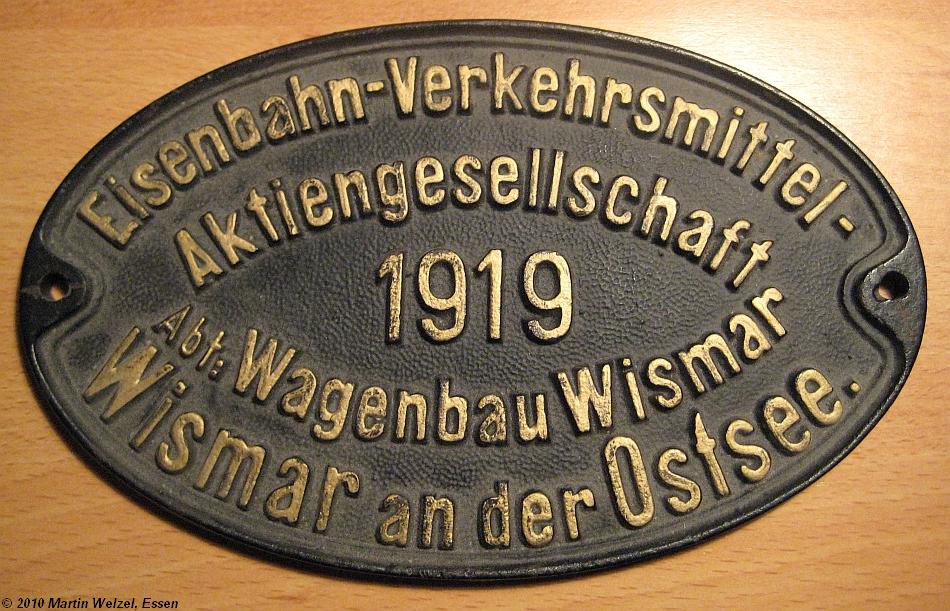 Eisenbahn-Verkehrsmittel-
Aktiengesellschaft
1919
Abt: Wagenbau Wismar
Wismar an der Ostsee.
© 2010 Martin Welzel, Essen